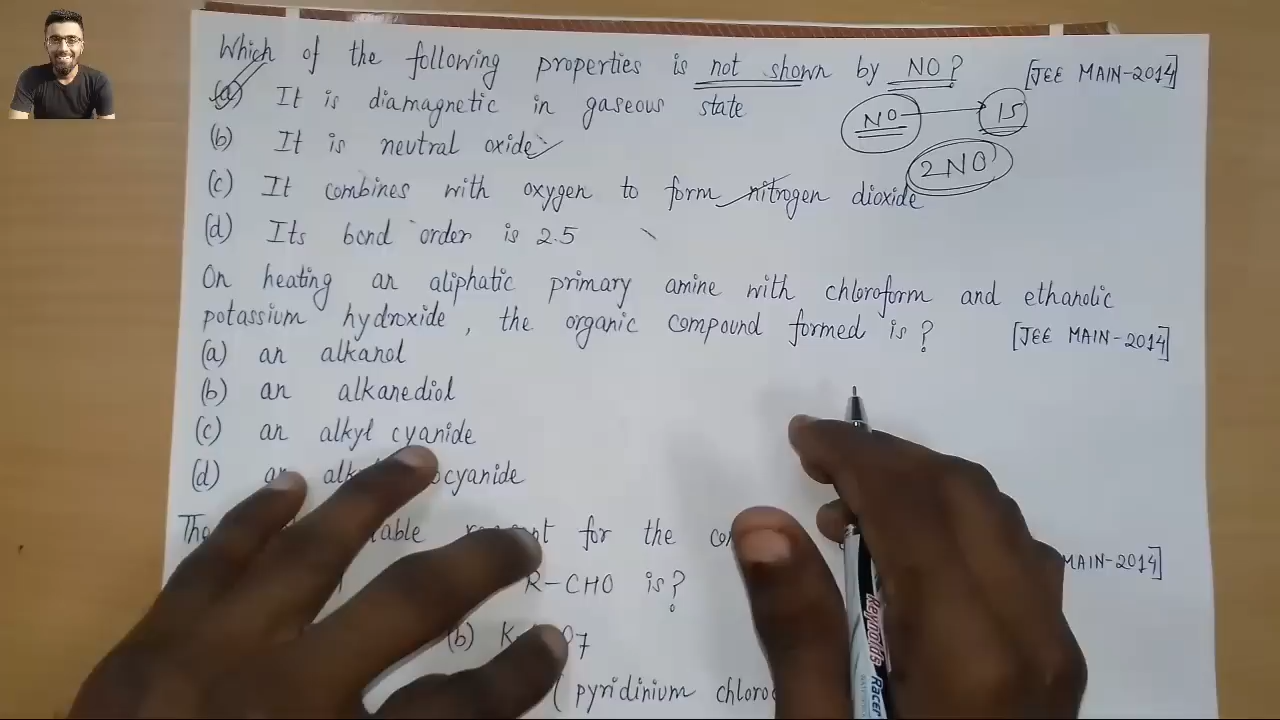 Which of the following properties is not shown by NO? [JEE MAIN-2014]
(a) It is diamagnetic in gaseous state
NO 15
(b) It is neutral oxide
2NO
(c) It combines with oxygen to form nitrogen dioxide
(d) Its bond order is 2.5
On heating an aliphatic primary amine with chloroform and ethanolic
potassium hydroxide, the organic compound formed is? [JEE MAIN-2014]
(a) an alkanol
(b) an alkanediol
(c) an alkyl cyanide
(d)
for the
MAIN-2014]
R-CHO is?
(b)
(pyridinium
Reynolds Racer